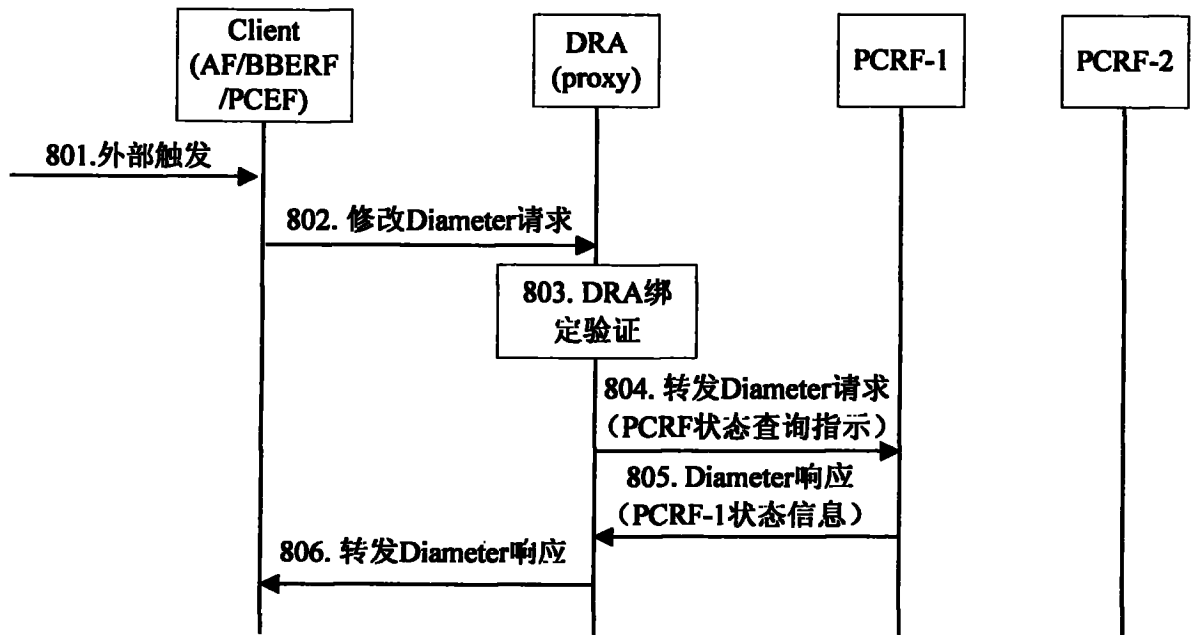 Client
(AF/BBERF
/PCEF)
DRA
(proxy)
PCRF-1
PCRF-2
801.外部触发
802. 修改Diameter请求
803. DRA绑
定验证
804. 转发Diameter请求
（PCRF状态查询指示）
805. Diameter响应
（PCRF-1状态信息）
806. 转发Diameter响应